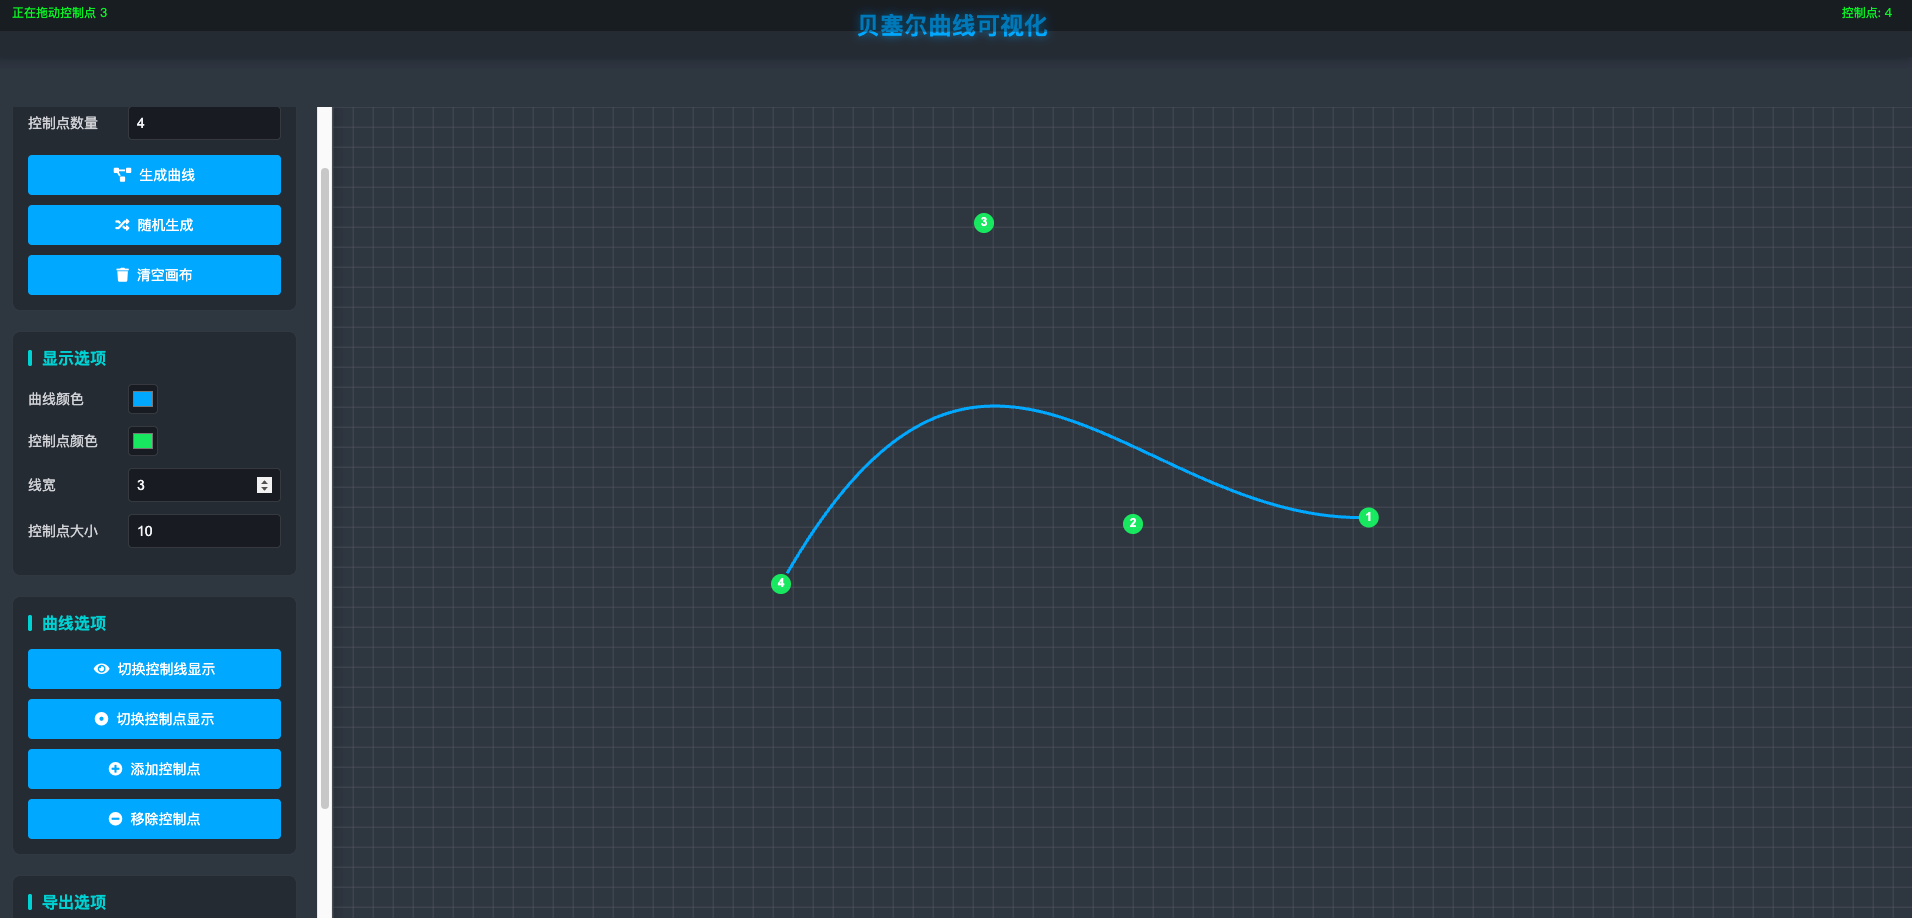 正在拖动控制点 3
贝塞尔曲线可视化
控制点: 4
控制点数量
4
生成曲线
随机生成
清空画布
显示选项
曲线颜色
控制点颜色
线宽
3
控制点大小
10
曲线选项
切换控制线显示
切换控制点显示
添加控制点
移除控制点
导出选项
3
2
1
4